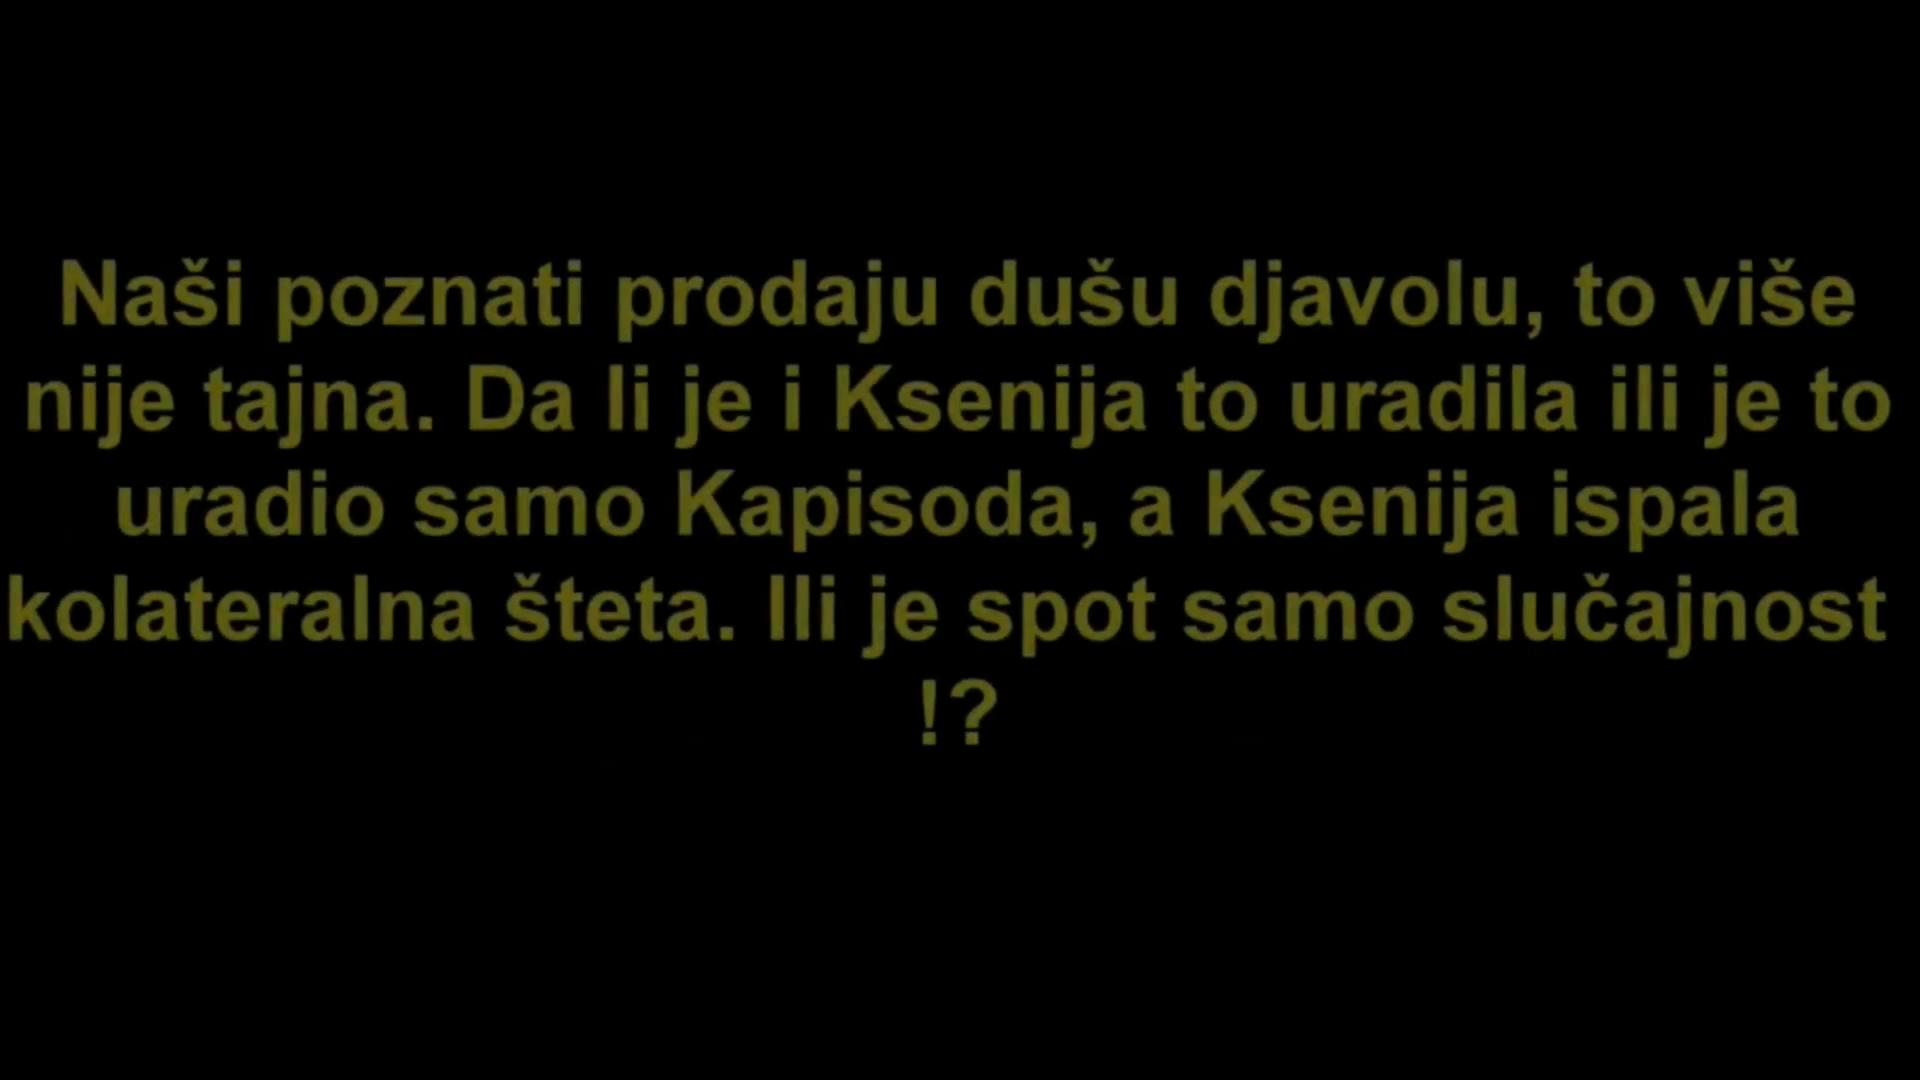 Naši poznati prodaju dušu djavolu, to više
nije tajna. Da li je i Ksenija to uradila ili je to
uradio samo Kapisoda, a Ksenija ispala
kolateralna šteta. Ili je spot samo slučajnost
!?